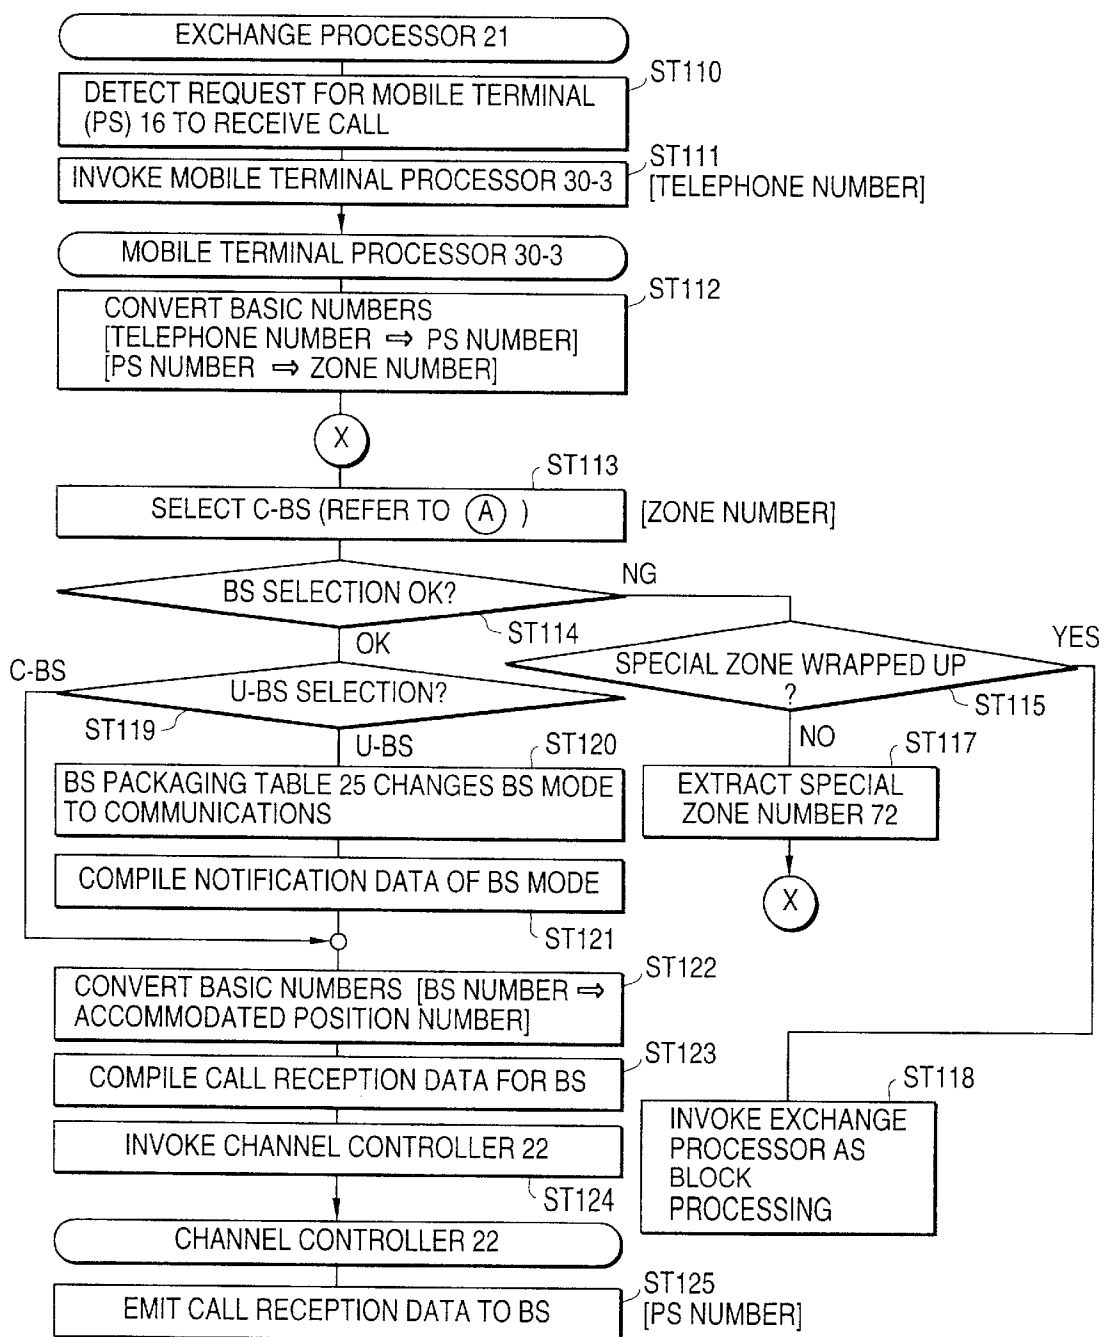 EXCHANGE PROCESSOR 21
ST110
DETECT REQUEST FOR MOBILE TERMINAL
(PS) 16 TO RECEIVE CALL
ST111
INVOKE MOBILE TERMINAL PROCESSOR 30-3
[TELEPHONE NUMBER]
MOBILE TERMINAL PROCESSOR 30-3
ST112
CONVERT BASIC NUMBERS
[TELEPHONE NUMBER ⇒ PS NUMBER]
[PS NUMBER ⇒ ZONE NUMBER]
X
ST113
SELECT C-BS (REFER TO A )
[ZONE NUMBER]
BS SELECTION OK?
NG
ST114
OK
SPECIAL ZONE WRAPPED UP
?
YES
ST115
C-BS
U-BS SELECTION?
ST119
U-BS
NO
ST117
EXTRACT SPECIAL
ZONE NUMBER 72
X
ST120
BS PACKAGING TABLE 25 CHANGES BS MODE
TO COMMUNICATIONS
COMPILE NOTIFICATION DATA OF BS MODE
ST121
ST122
CONVERT BASIC NUMBERS [BS NUMBER ⇒
ACCOMMODATED POSITION NUMBER]
ST123
COMPILE CALL RECEPTION DATA FOR BS
ST118
INVOKE EXCHANGE
PROCESSOR AS
BLOCK
PROCESSING
INVOKE CHANNEL CONTROLLER 22
ST124
CHANNEL CONTROLLER 22
ST125
EMIT CALL RECEPTION DATA TO BS
[PS NUMBER]